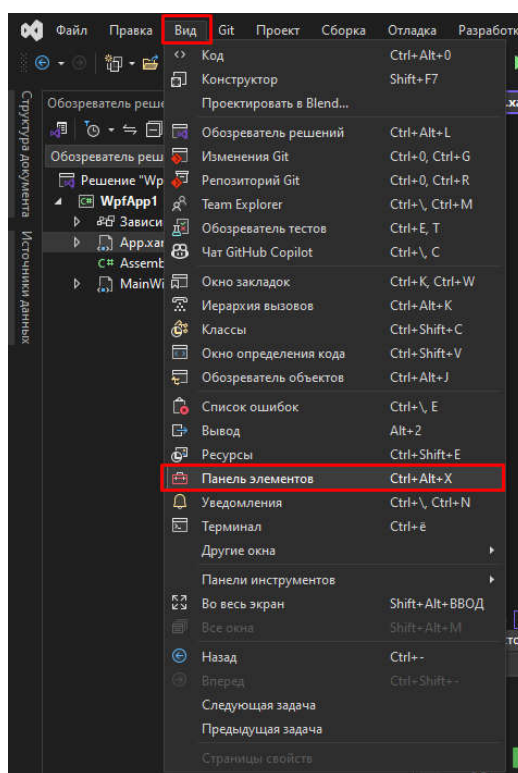 Файл Правка Вид Git Проект Сборка Отладка Разработк
Структура документа
Источники данных
Обозреватель реше
Обозреватель реш
Решение "Wp
WpfApp1
Зависи
App.xar
C# Assemb
MainWi
Код Ctrl+Alt+0
Конструктор Shift+F7
Проектировать в Blend...
Обозреватель решений Ctrl+Alt+L
Изменения Git Ctrl+0, Ctrl+G
Репозиторий Git Ctrl+0, Ctrl+R
Team Explorer Ctrl+\, Ctrl+M
Обозреватель тестов Ctrl+E, T
Чат GitHub Copilot Ctrl+\, C
Окно закладок Ctrl+K, Ctrl+W
Иерархия вызовов Ctrl+Alt+K
Классы Ctrl+Shift+C
Окно определения кода Ctrl+Shift+V
Обозреватель объектов Ctrl+Alt+J
Список ошибок Ctrl+\, E
Вывод Alt+2
Ресурсы Ctrl+Shift+E
Панель элементов Ctrl+Alt+X
Уведомления Ctrl+\, Ctrl+N
Терминал Ctrl+ё
Другие окна
Панели инструментов
Во весь экран Shift+Alt+ВВОД
Все окна Shift+Alt+M
Назад Ctrl+-
Вперед Ctrl+Shift+-
Следующая задача
Предыдущая задача
Страницы свойств